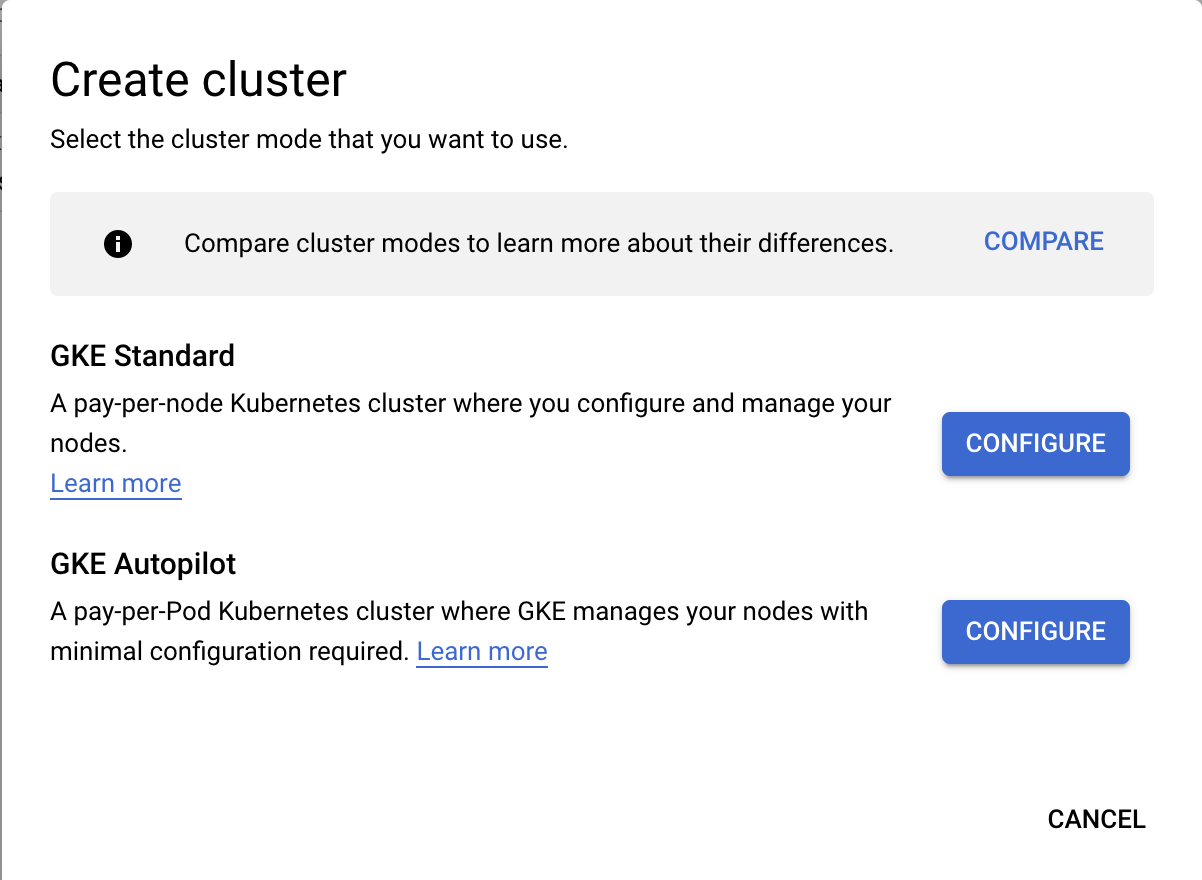 Create cluster
Select the cluster mode that you want to use.
Compare cluster modes to learn more about their differences.
COMPARE
GKE Standard
A pay-per-node Kubernetes cluster where you configure and manage your
nodes.
Learn more
CONFIGURE
GKE Autopilot
A pay-per-Pod Kubernetes cluster where GKE manages your nodes with
minimal configuration required. Learn more
CONFIGURE
CANCEL